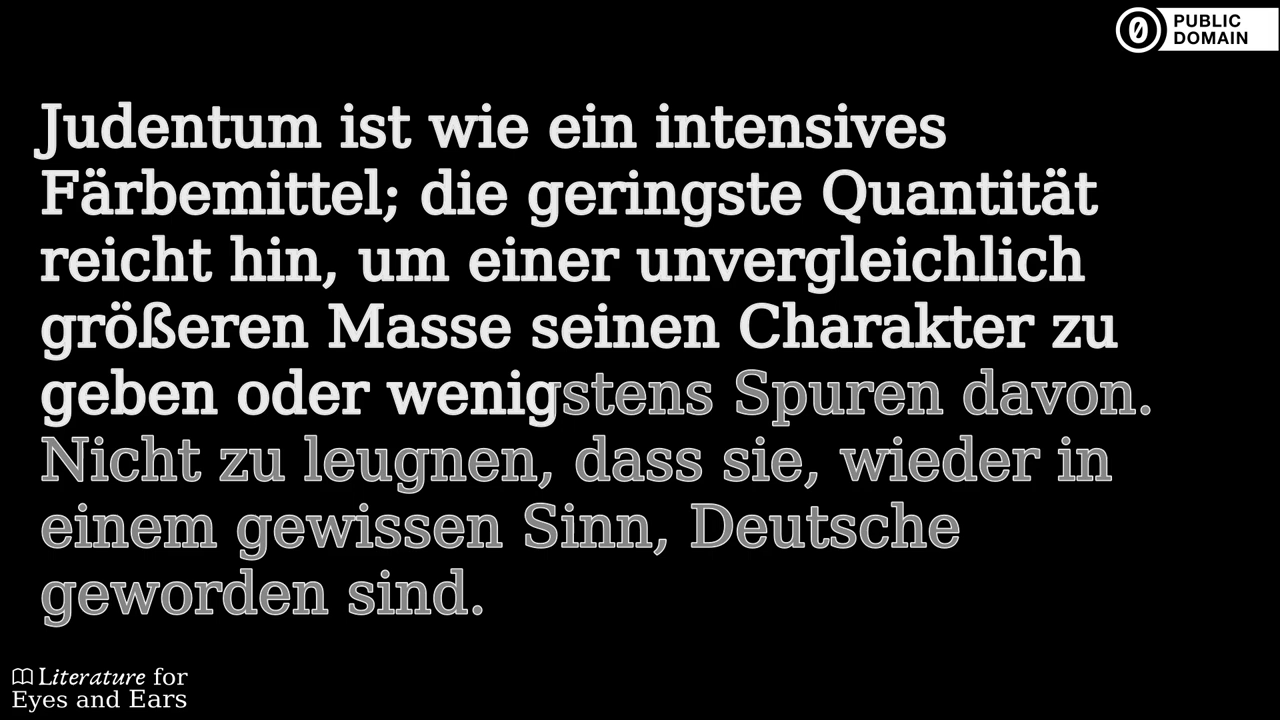 PUBLIC
DOMAIN
Judentum ist wie ein intensives
Färbemittel; die geringste Quantität
reicht hin, um einer unvergleichlich
größeren Masse seinen Charakter zu
geben oder wenigstens Spuren davon.
Nicht zu leugnen, dass sie, wieder in
einem gewissen Sinn, Deutsche
geworden sind.
Literature for
Eyes and Ears